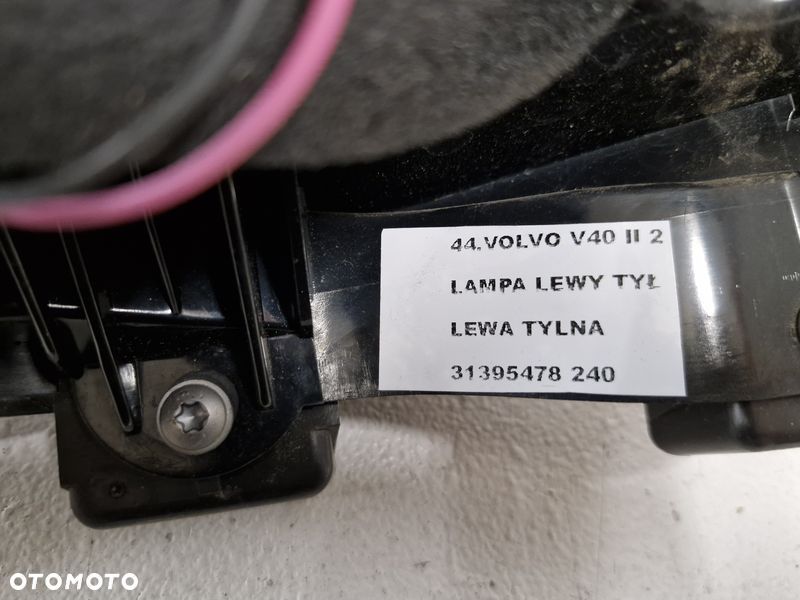 44.VOLVO V40 II 2
LAMPA LEWY TYŁ
LEWA TYLNA
31395478 240
OTOMOTO